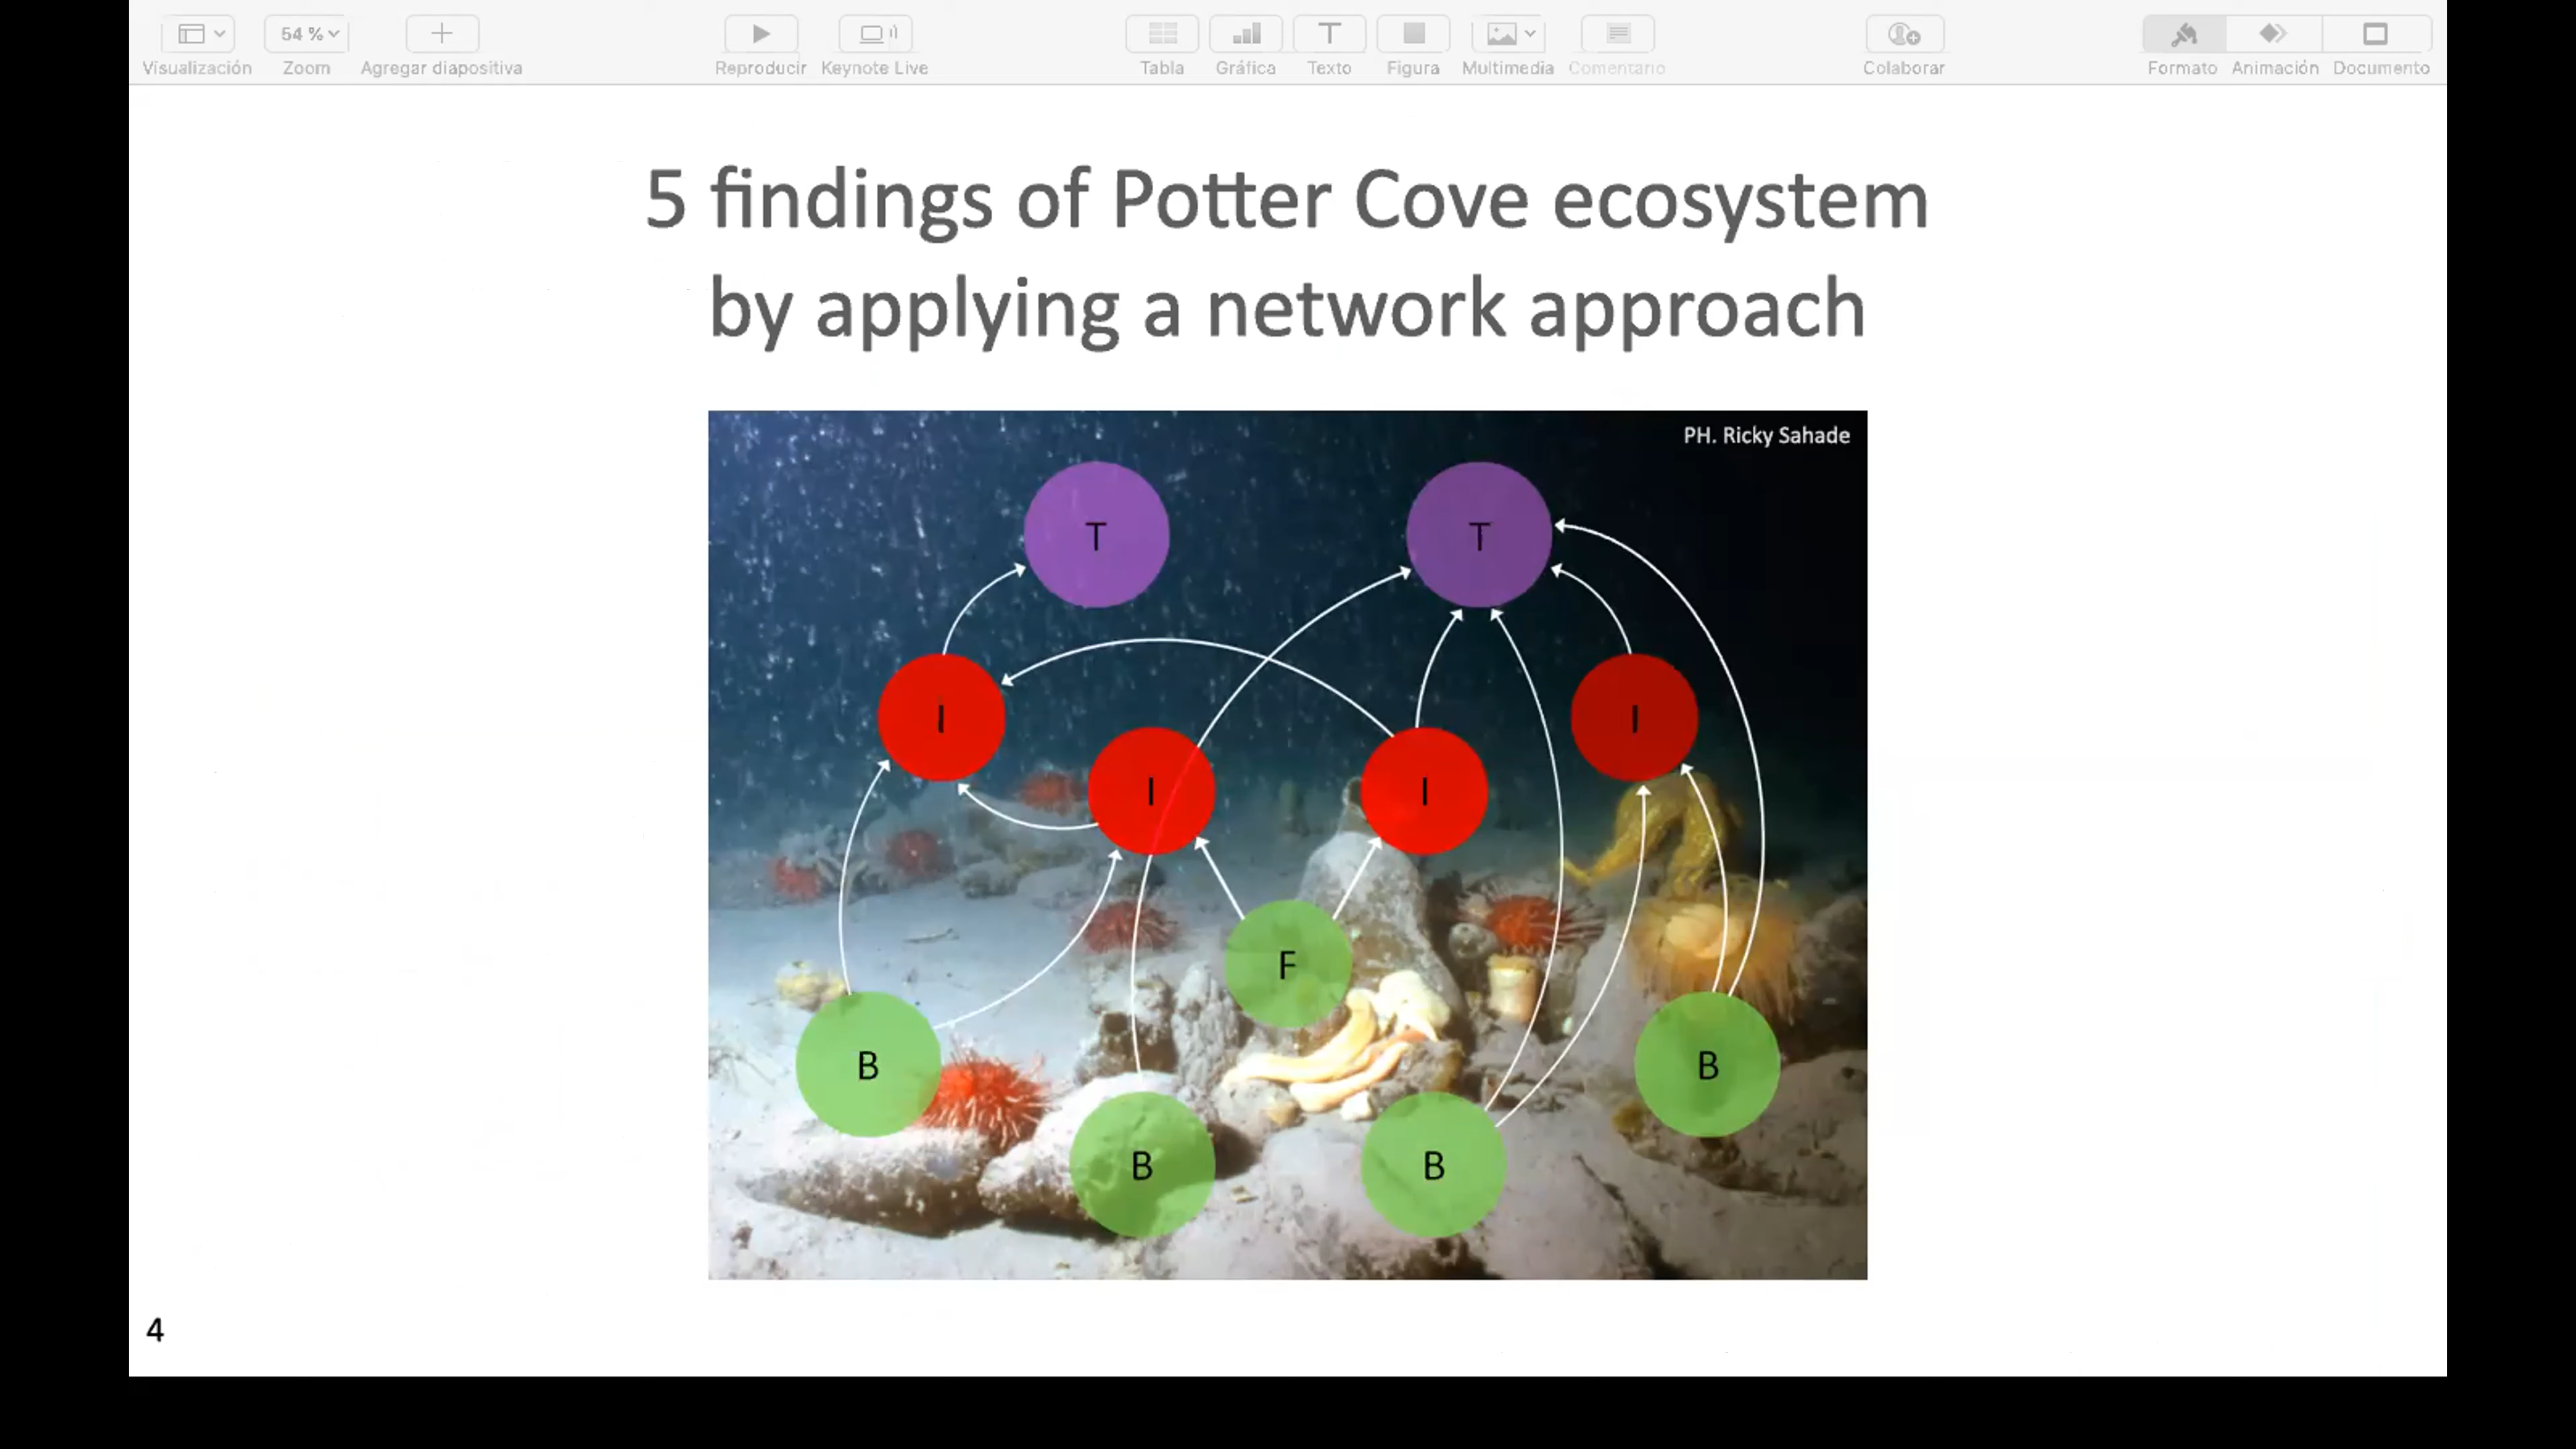 54 %
Visualización Zoom Agregar diapositiva Reproducir Keynote Live Tabla Gráfica Texto Figura Multimedia Comentario Colaborar Formato Animación Documento
5 findings of Potter Cove ecosystem
by applying a network approach
PH. Ricky Sahade
T T
I I
I I
F
B B
B B
4